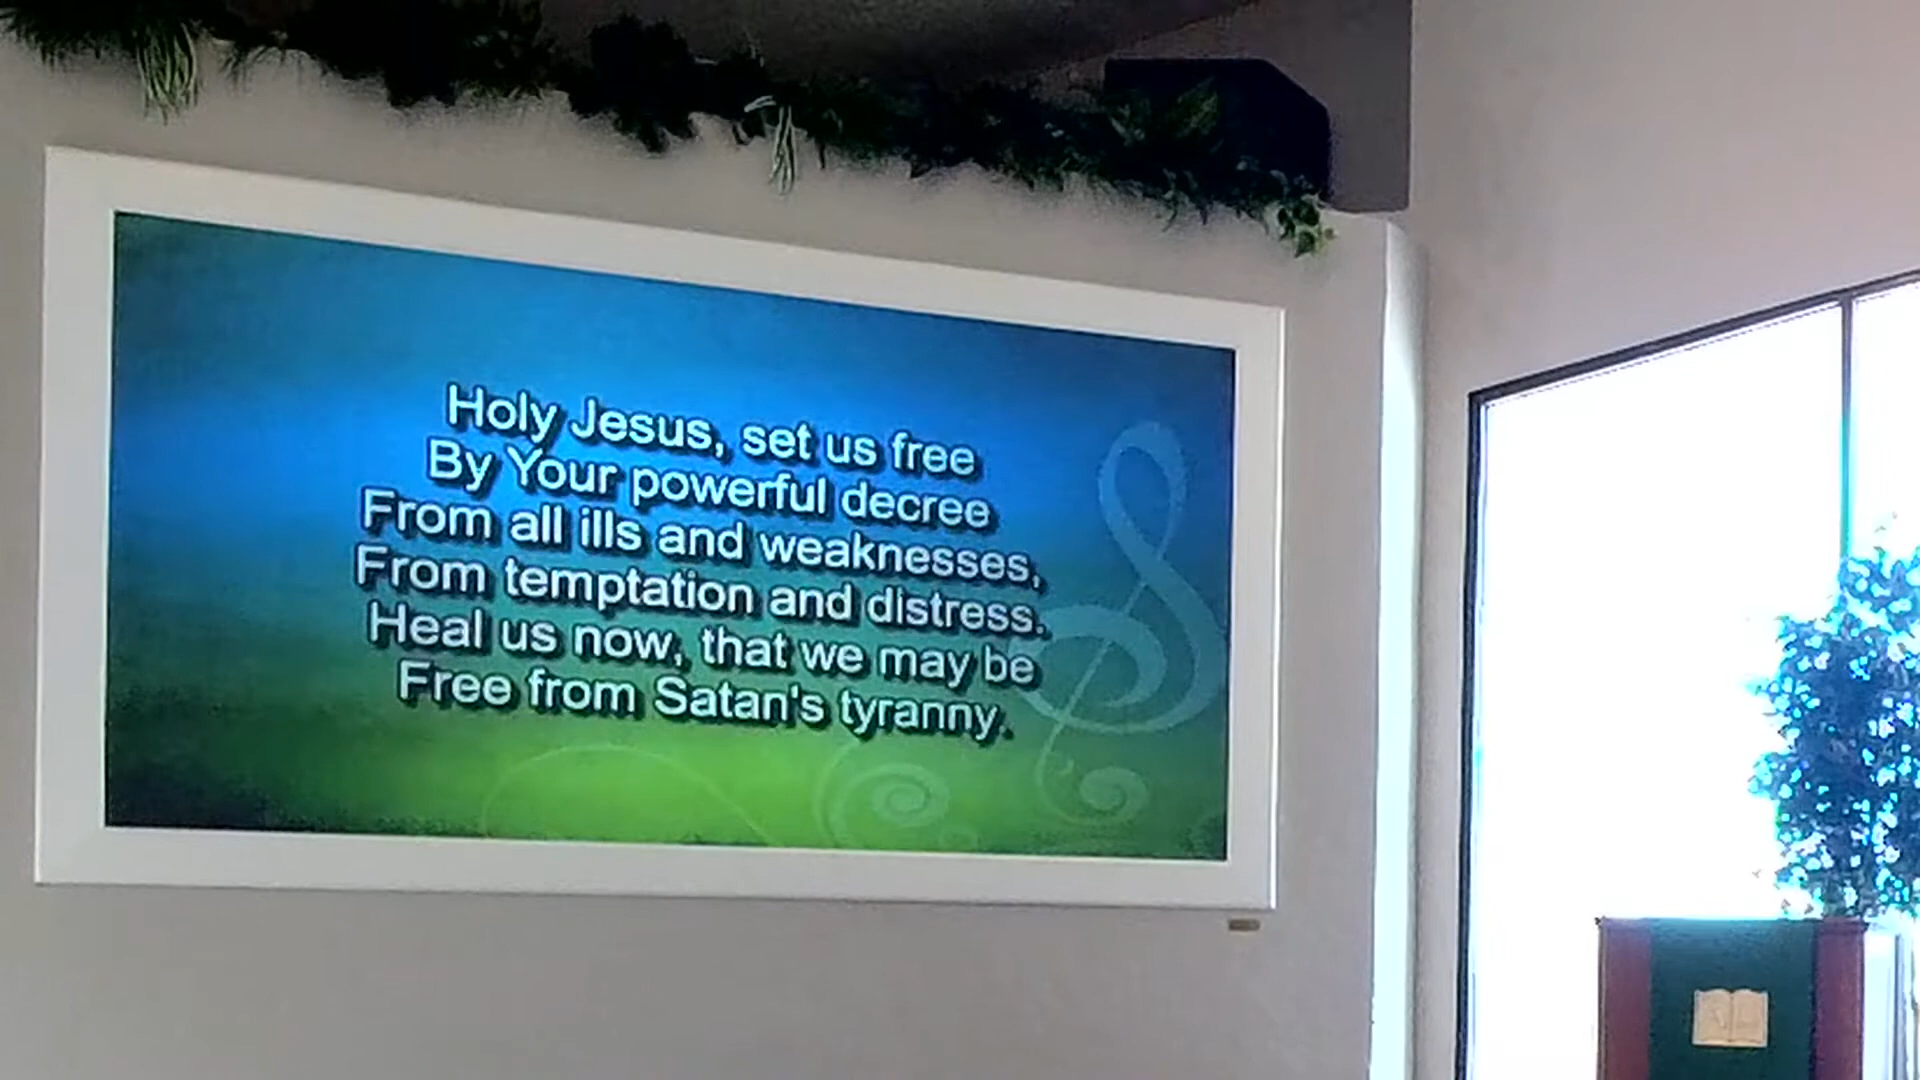 Holy Jesus, set us free
By Your powerful decree
From all ills and weaknesses,
From temptation and distress.
Heal us now, that we may be
Free from Satan's tyranny.